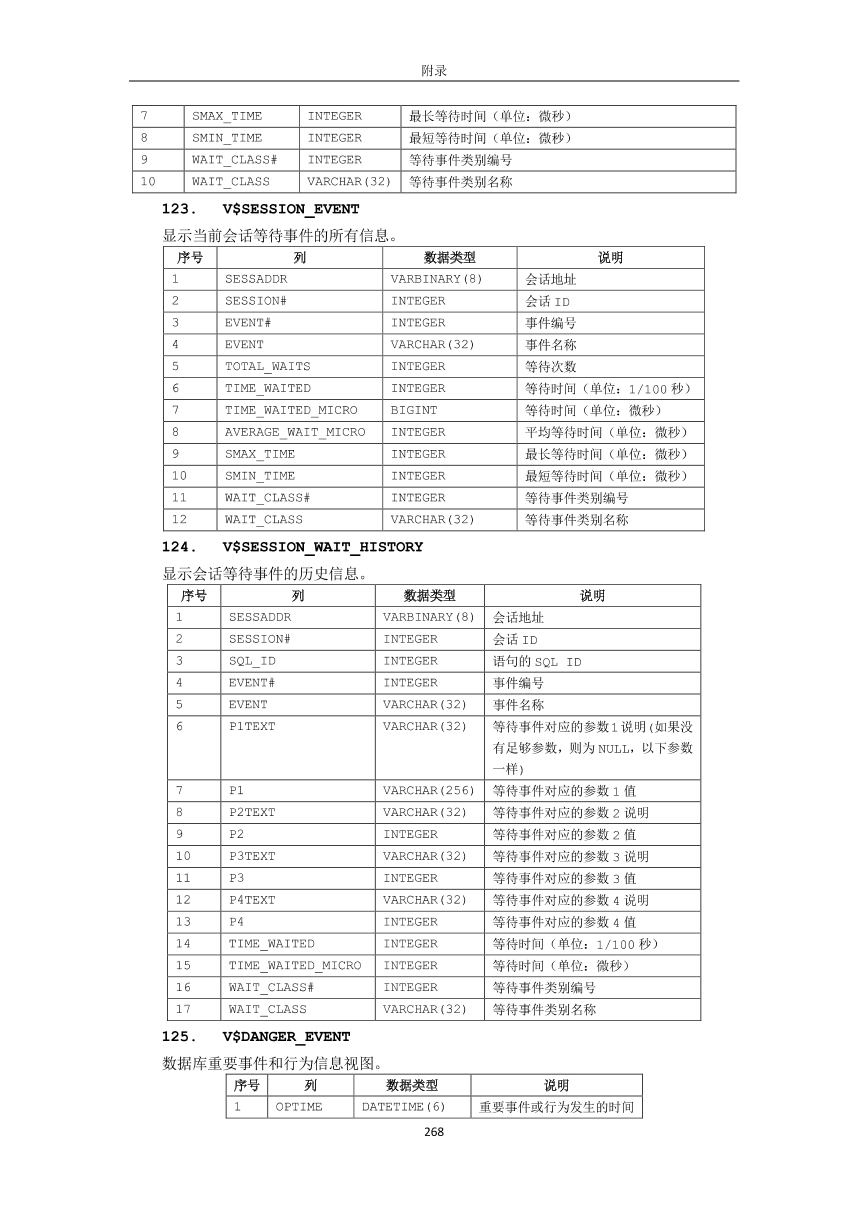 附录
7 SMAX_TIME INTEGER 最长等待时间（单位：微秒）
8 SMIN_TIME INTEGER 最短等待时间（单位：微秒）
9 WAIT_CLASS# INTEGER 等待事件类别编号
10 WAIT_CLASS VARCHAR(32) 等待事件类别名称
123. V$SESSION_EVENT
显示当前会话等待事件的所有信息。
序号 列 数据类型 说明
1 SESSADDR VARBINARY(8) 会话地址
2 SESSION# INTEGER 会话 ID
3 EVENT# INTEGER 事件编号
4 EVENT VARCHAR(32) 事件名称
5 TOTAL_WAITS INTEGER 等待次数
6 TIME_WAITED INTEGER 等待时间（单位：1/100 秒）
7 TIME_WAITED_MICRO BIGINT 等待时间（单位：微秒）
8 AVERAGE_WAIT_MICRO INTEGER 平均等待时间（单位：微秒）
9 SMAX_TIME INTEGER 最长等待时间（单位：微秒）
10 SMIN_TIME INTEGER 最短等待时间（单位：微秒）
11 WAIT_CLASS# INTEGER 等待事件类别编号
12 WAIT_CLASS VARCHAR(32) 等待事件类别名称
124. V$SESSION_WAIT_HISTORY
显示会话等待事件的历史信息。
序号 列 数据类型 说明
1 SESSADDR VARBINARY(8) 会话地址
2 SESSION# INTEGER 会话 ID
3 SQL_ID INTEGER 语句的 SQL ID
4 EVENT# INTEGER 事件编号
5 EVENT VARCHAR(32) 事件名称
6 P1TEXT VARCHAR(32) 等待事件对应的参数1说明(如果没
有足够参数，则为 NULL，以下参数
一样)
7 P1 VARCHAR(256) 等待事件对应的参数 1 值
8 P2TEXT VARCHAR(32) 等待事件对应的参数 2 说明
9 P2 INTEGER 等待事件对应的参数 2 值
10 P3TEXT VARCHAR(32) 等待事件对应的参数 3 说明
11 P3 INTEGER 等待事件对应的参数 3 值
12 P4TEXT VARCHAR(32) 等待事件对应的参数 4 说明
13 P4 INTEGER 等待事件对应的参数 4 值
14 TIME_WAITED INTEGER 等待时间（单位：1/100 秒）
15 TIME_WAITED_MICRO INTEGER 等待时间（单位：微秒）
16 WAIT_CLASS# INTEGER 等待事件类别编号
17 WAIT_CLASS VARCHAR(32) 等待事件类别名称
125. V$DANGER_EVENT
数据库重要事件和行为信息视图。
序号 列 数据类型 说明
1 OPTIME DATETIME(6) 重要事件或行为发生的时间
268